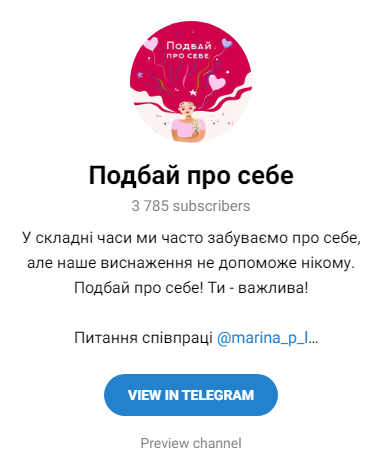 ПОДБАЙ
ПРО СЕБЕ
Подбай про себе
3 785 subscribers
У складні часи ми часто забуваємо про себе,
але наше виснаження не допоможе нікому.
Подбай про себе! Ти - важлива!
Питання співпраці @marina_p_l…
VIEW IN TELEGRAM
Preview channel